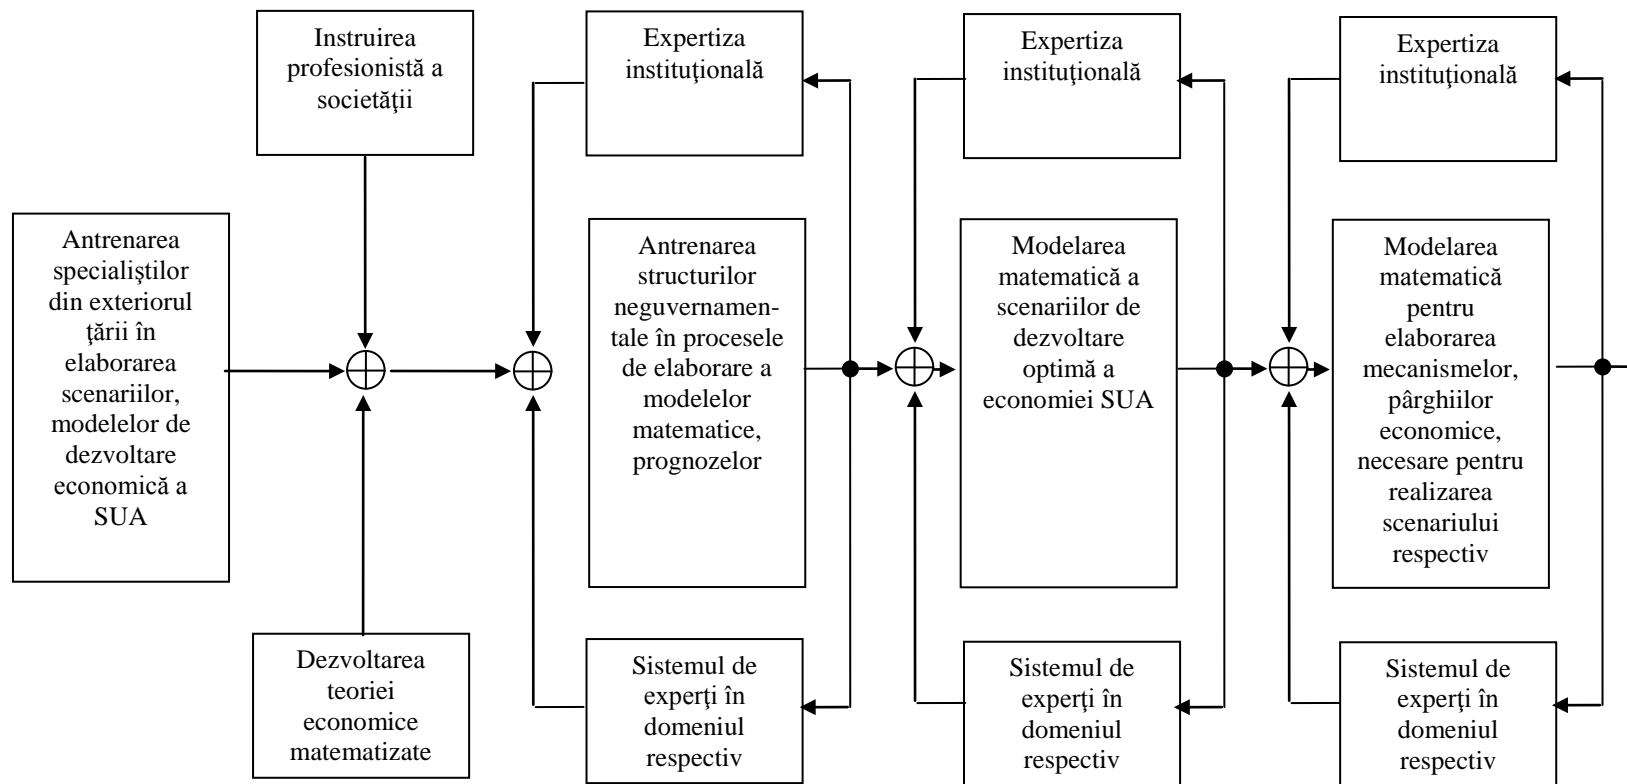 Instruirea
profesionistă a
societăţii
Expertiza
instituţională
Expertiza
instituţională
Expertiza
instituţională
Antrenarea
specialiştilor
din exteriorul
ţării în
elaborarea
scenariilor,
modelelor de
dezvoltare
economică a
SUA
Antrenarea
structurilor
neguvernamen-
tale în procesele
de elaborare a
modelelor
matematice,
prognozelor
Modelarea
matematică a
scenariilor de
dezvoltare
optimă a
economiei SUA
Modelarea
matematică
pentru
elaborarea
mecanismelor,
pârghiilor
economice,
necesare pentru
realizarea
scenariului
respectiv
Dezvoltarea
teoriei
economice
matematizate
Sistemul de
experţi în
domeniul
respectiv
Sistemul de
experţi în
domeniul
respectiv
Sistemul de
experţi în
domeniul
respectiv